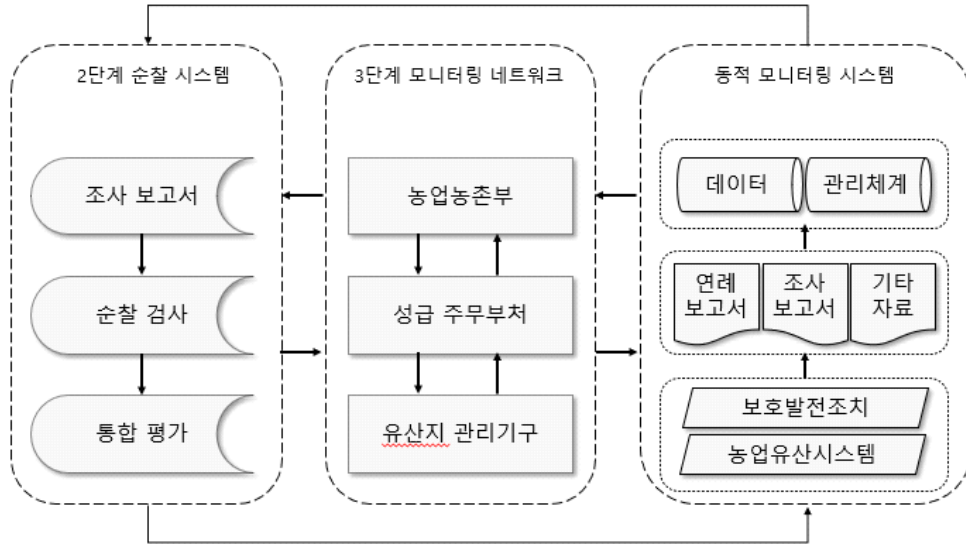 2단계 순찰 시스템
조사 보고서
순찰 검사
통합 평가
3단계 모니터링 네트워크
농업농촌부
성급 주무부처
유산지 관리기구
동적 모니터링 시스템
데이터
관리체계
연례
보고서
조사
보고서
기타
자료
보호발전조치
농업유산시스템